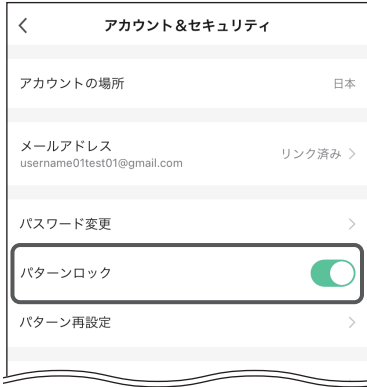 アカウント＆セキュリティ
アカウントの場所 日本
メールアドレス
username01test01@gmail.com
リンク済み
パスワード変更
パターンロック
パターン再設定